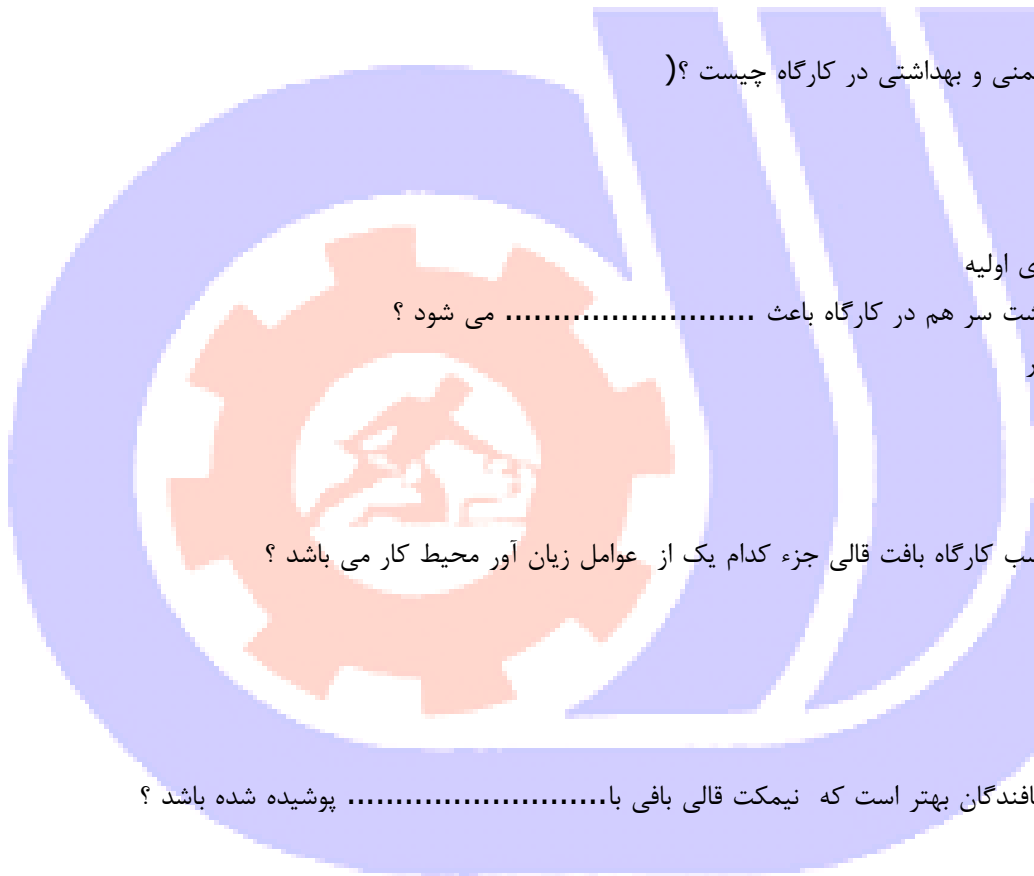 منی و بهداشتی در کارگاه چیست ؟(
ی اولیه
شت سر هم در کارگاه باعث .......................... می شود ؟
ر
سب کارگاه بافت قالی جزء کدام یک از عوامل زیان آور محیط کار می باشد ؟
افندگان بهتر است که نیمکت قالی بافی با........................... پوشیده شده باشد ؟